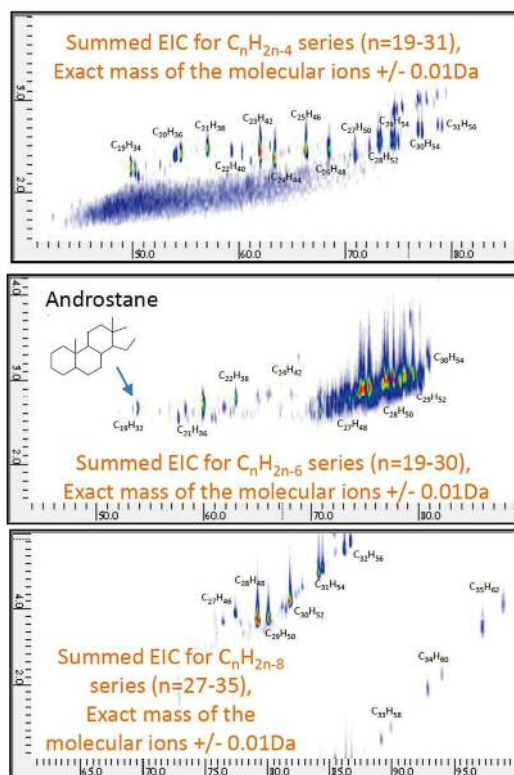 Summed EIC for CₙH₂ₙ₋₄ series (n=19-31),
Exact mass of the molecular ions +/- 0.01Da
3.0
C₂₃H₄₂
C₂₅H₄₆
C₂₉H₅₄
C₂₁H₃₈
C₂₀H₃₆
C₂₇H₅₀
C₃₁H₅₆
C₁₉H₃₄
C₃₀H₅₄
C₂₂H₄₀
C₂₈H₅₂
C₂₆H₄₈
C₂₄H₄₄
2.0
50.0
60.0
70.0
80.0
4.0
Androstane
C₃₀H₅₄
C₂₄H₄₂
C₂₂H₃₈
3.0
C₂₉H₅₂
C₂₈H₅₀
C₁₉H₃₂
C₂₁H₃₆
C₂₇H₄₈
2.0
Summed EIC for CₙH₂ₙ₋₆ series (n=19-30),
Exact mass of the molecular ions +/- 0.01Da
50.0
60.0
70.0
80.0
C₃₂H₅₆
C₂₈H₄₈
C₃₁H₅₄
C₃₅H₆₂
C₂₇H₄₆
4.0
C₃₀H₅₂
C₂₉H₅₀
Summed EIC for CₙH₂ₙ₋₈
series (n=27-35),
Exact mass of the
molecular ions +/- 0.01Da
C₃₄H₆₀
2.0
C₃₃H₅₈
65.0
70.0
75.0
80.0
85.0
90.0
95.0